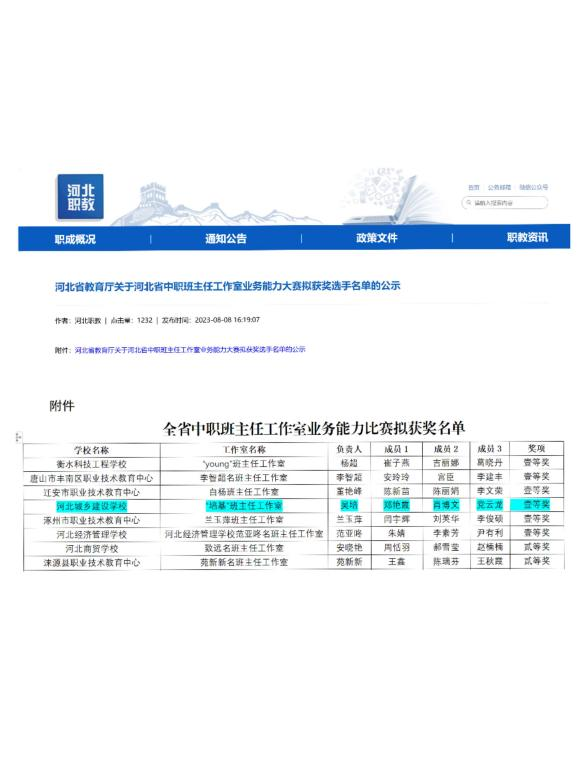 河北
职教
首页 公务邮箱 微信公众号
请输入搜索内容
职成概况 | 通知公告 | 政策文件 | 职教资讯
河北省教育厅关于河北省中职班主任工作室业务能力大赛拟获奖选手名单的公示
作者：河北职教 | 点击量：1232 | 发布时间：2023-08-08 16:19:07
附件：河北省教育厅关于河北省中职班主任工作室业务能力大赛拟获奖选手名单的公示
附件
全省中职班主任工作室业务能力比赛拟获奖名单
学校名称 工作室名称 负责人 成员 1 成员 2 成员 3 奖项
衡水科技工程学校 "young"班主任工作室 杨超 崔子燕 吉丽娜 葛晓丹 壹等奖
唐山市丰南区职业技术教育中心 李智超名班主任工作室 李智超 安玲玲 宫臣 李建丰 壹等奖
迁安市职业技术教育中心 白杨班主任工作室 董艳峰 陈新苗 陈丽娟 李文荣 壹等奖
河北城乡建设学校 "培基"班主任工作室 吴培 郑艳霞 肖博文 党云龙 壹等奖
涿州市职业技术教育中心 兰玉萍班主任工作室 兰玉萍 闫宇辉 刘英华 李俊硕 壹等奖
河北经济管理学校 河北经济管理学校范亚咚名班主任工作室 范亚咚 朱婧 李素芳 尹有利 壹等奖
河北商贸学校 致远名班主任工作室 安晓艳 周恬羽 郝雪莹 赵楠楠 贰等奖
涞源县职业技术教育中心 苑新新名班主任工作室 苑新新 王鑫 陈瑞芬 王秋霞 贰等奖